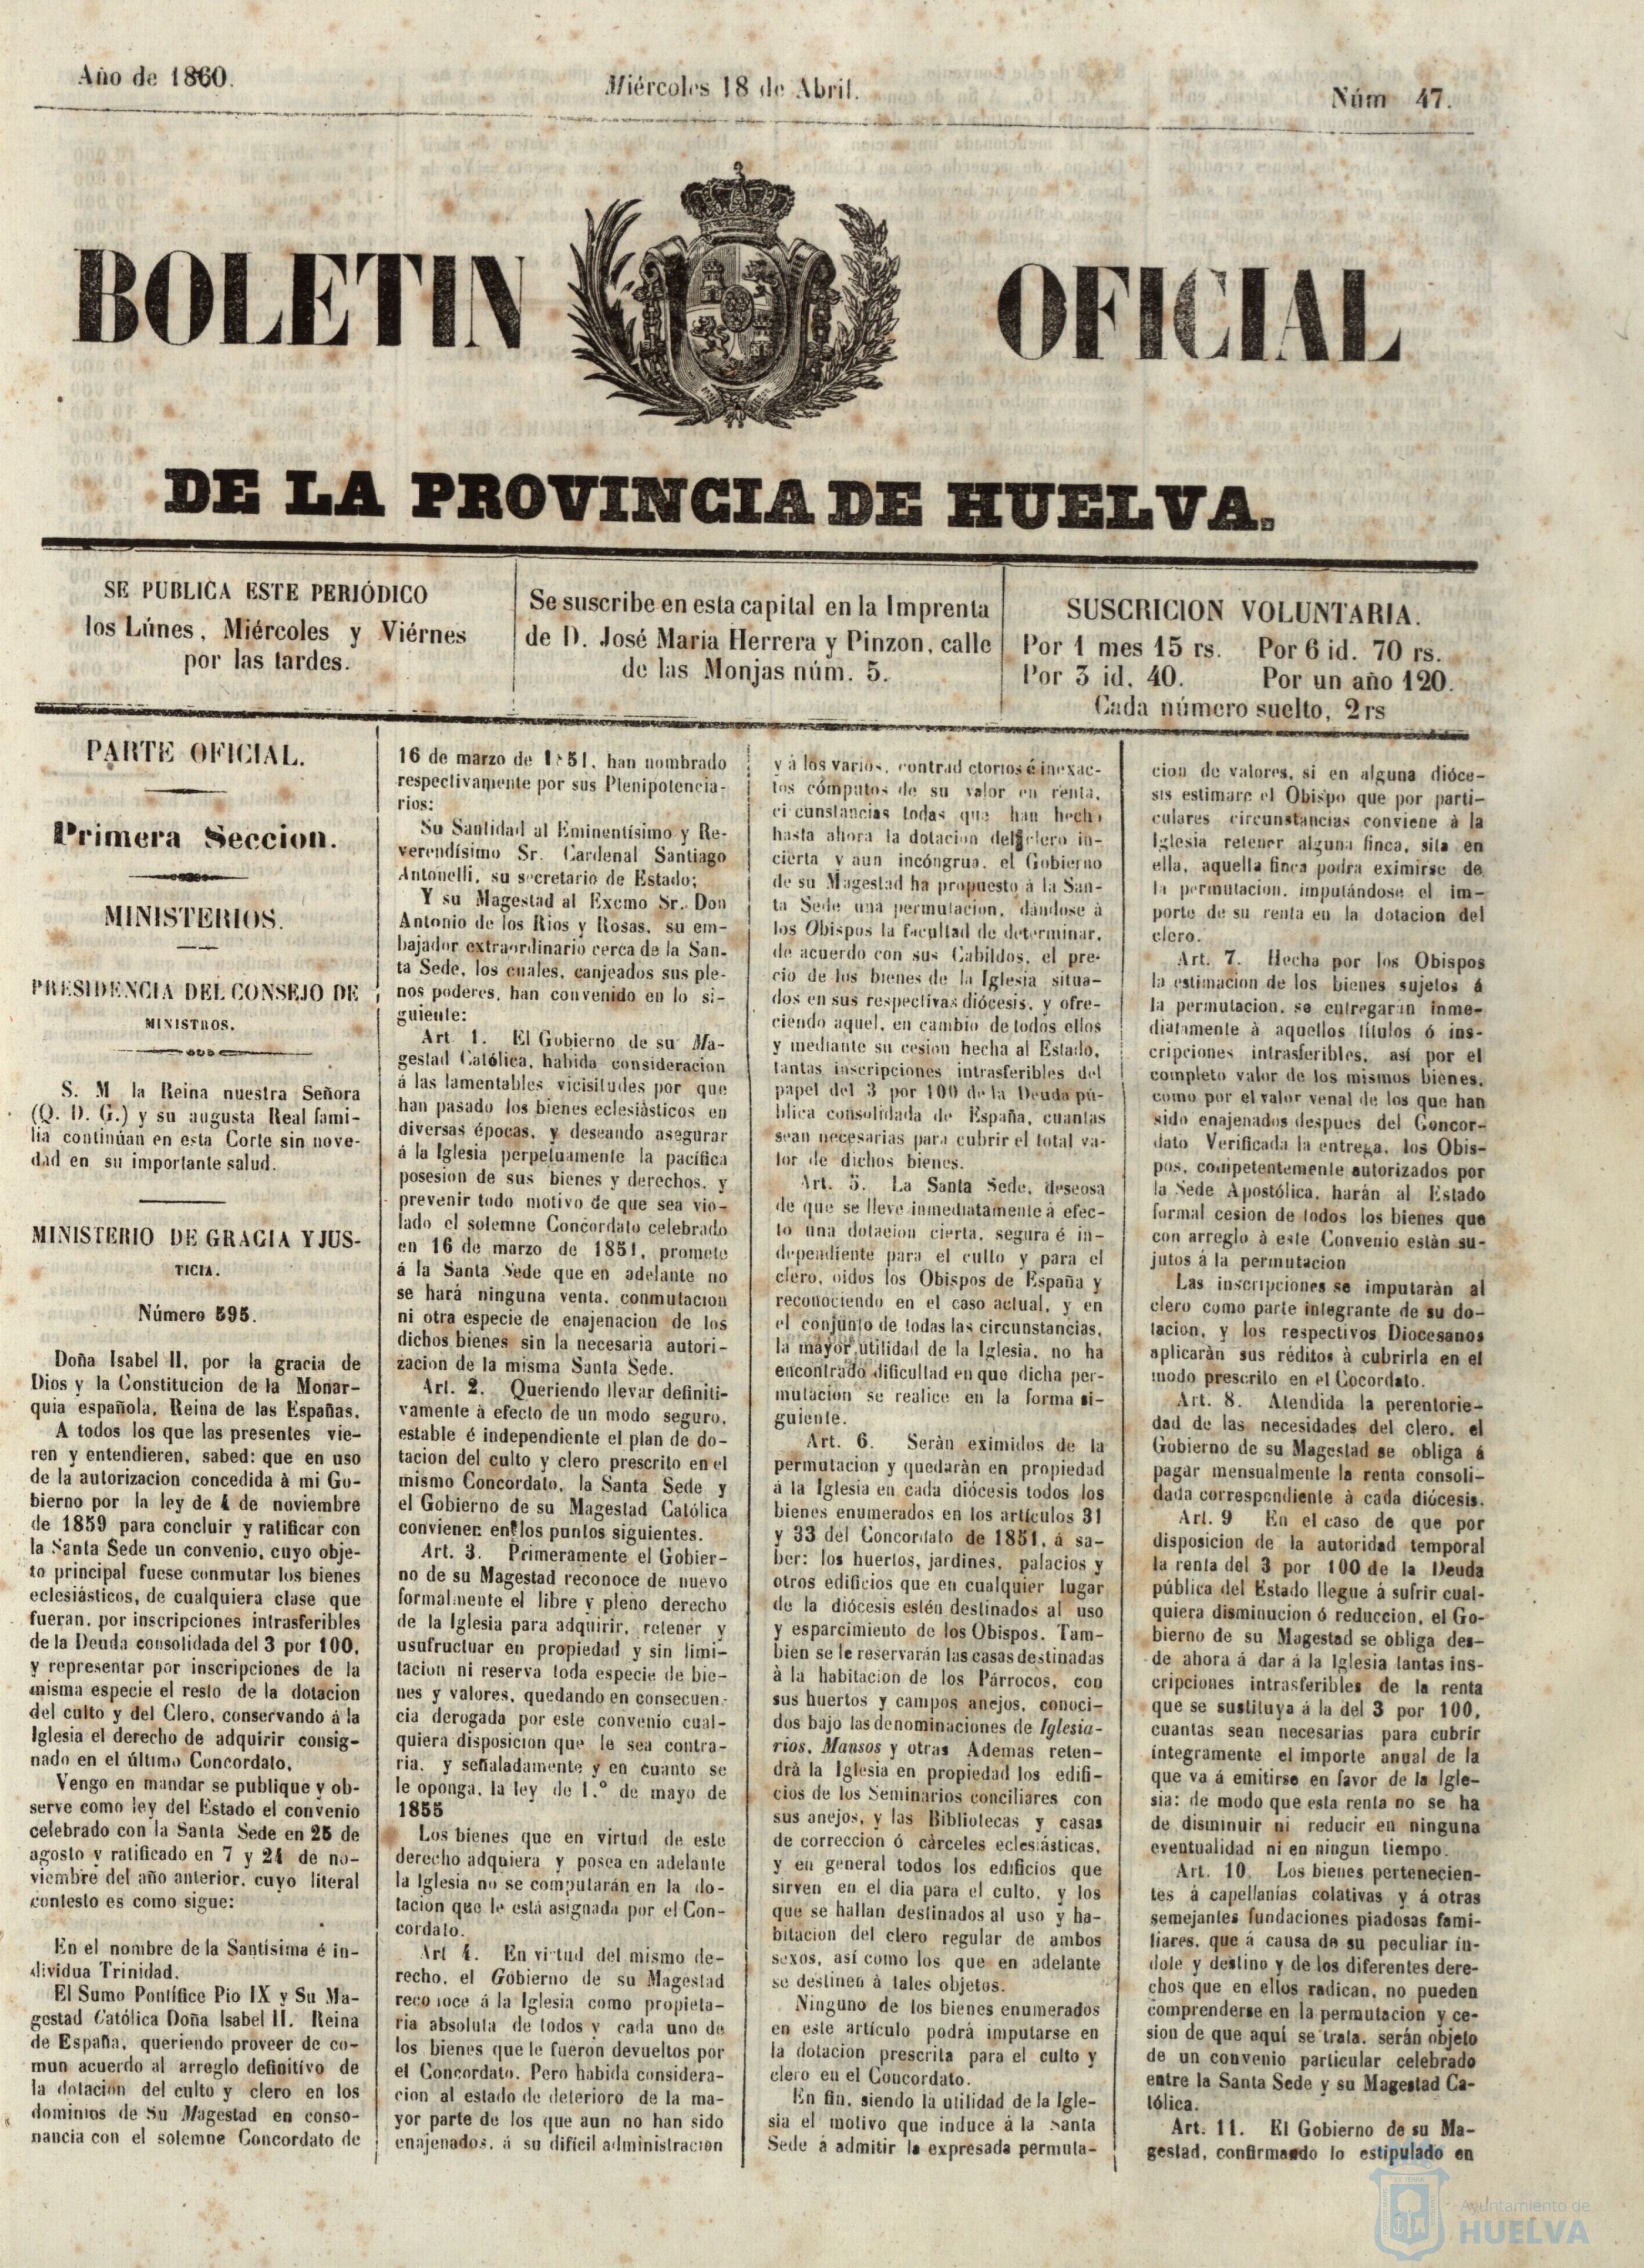 Año de 1860.
Miércoles 18 de Abril.
Núm 47.
BOLETIN OFICIAL
DE LA PROVINCIA DE HUELVA.
SE PUBLICA ESTE PERIÓDICO
los Lúnes, Miércoles y Viérnes
por las tardes.
Se suscribe en esta capital en la Imprenta
de D. José Maria Herrera y Pinzon, calle
de las Monjas núm. 5.
SUSCRICION VOLUNTARIA.
Por 1 mes 15 rs. Por 6 id. 70 rs.
Por 3 id. 40. Por un año 120.
Cada número suelto, 2 rs
PARTE OFICIAL.
Primera Seccion.
MINISTERIOS.
PRESIDENCIA DEL CONSEJO DE
MINISTROS.
S. M la Reina nuestra Señora
(Q. D. G.) y su augusta Real fami-
lia continúan en esta Corte sin nove-
dad en su importante salud.
MINISTERIO DE GRACIA Y JUS-
TICIA.
Número 595.
Doña Isabel II, por la gracia de
Dios y la Constitucion de la Monar-
quia española, Reina de las Españas.
A todos los que las presentes vie-
ren y entendieren, sabed: que en uso
de la autorizacion concedida à mi Go-
bierno por la ley de 4 de noviembre
de 1859 para concluir y ratificar con
la Santa Sede un convenio, cuyo obje-
to principal fuese conmutar los bienes
eclesiásticos, de cualquiera clase que
fueran, por inscripciones intrasferibles
de la Deuda consolidada del 3 por 100,
y representar por inscripciones de la
misma especie el resto de la dotacion
del culto y del Clero, conservando á la
Iglesia el derecho de adquirir consig-
nado en el último Concordato,
Vengo en mandar se publique y ob-
serve como ley del Estado el convenio
celebrado con la Santa Sede en 25 de
agosto y ratificado en 7 y 24 de no-
viembre del año anterior, cuyo literal
contesto es como sigue:
En el nombre de la Santísima é in-
dividua Trinidad.
El Sumo Pontífice Pio IX y Su Ma-
gestad Católica Doña Isabel II. Reina
de España, queriendo proveer de co-
mun acuerdo al arreglo definitivo de
la dotacion del culto y clero en los
dominios de Su Magestad en conso-
nancia con el solemne Concordato de
16 de marzo de 1851, han nombrado
respectivamente por sus Plenipotencia-
rios:
Su Santidad al Eminentísimo y Re-
verendísimo Sr. Cardenal Santiago
Antonelli, su secretario de Estado;
Y su Magestad al Excmo Sr. Don
Antonio de los Rios y Rosas, su em-
bajador extraordinario cerca de la San-
ta Sede, los cuales, canjeados sus ple-
nos poderes, han convenido en lo si-
guiente:
Art 1. El Gobierno de su Ma-
gestad Católica, habida consideracion
á las lamentables vicisitudes por que
han pasado los bienes eclesiàsticos en
diversas épocas, y deseando asegurar
á la Iglesia perpetuamente la pacífica
posesion de sus bienes y derechos, y
prevenir todo motivo de que sea vio-
lado el solemne Concordato celebrado
en 16 de marzo de 1851, promete
á la Santa Sede que en adelante no
se hará ninguna venta, conmutacion
ni otra especie de enajenacion de los
dichos bienes sin la necesaria autori-
zacion de la misma Santa Sede.
Art. 2. Queriendo llevar definiti-
vamente à efecto de un modo seguro,
estable é independiente el plan de do-
tacion del culto y clero prescrito en el
mismo Concordato, la Santa Sede y
el Gobierno de su Magestad Católica
convienen en los puntos siguientes.
Art. 3. Primeramente el Gobier-
no de su Magestad reconoce de nuevo
formalmente el libre y pleno derecho
de la Iglesia para adquirir, retener y
usufructuar en propiedad y sin limi-
tacion ni reserva toda especie de bie-
nes y valores, quedando en consecuen-
cia derogada por este convenio cual-
quiera disposicion que le sea contra-
ria, y señaladamente y en cuanto se
le oponga, la ley de 1.º de mayo de
1855
Los bienes que en virtud de este
derecho adquiera y posea en adelante
la Iglesia no se computarán en la do-
tacion que le está asignada por el Con-
cordato.
Art 4. En virtud del mismo de-
recho, el Gobierno de su Magestad
reconoce á la Iglesia como propieta-
ria absoluta de todos y cada uno de
los bienes que le fueron devueltos por
el Concordato. Pero habida considera-
cion al estado de deterioro de la ma-
yor parte de los que aun no han sido
enajenados, á su difícil administracion
y à los varios, contradictorios é inexac-
tos cómputos de su valor en renta,
circunstancias todas que han hecho
hasta ahora la dotacion del clero in-
cierta y aun incóngrua, el Gobierno
de su Magestad ha propuesto à la San-
ta Sede una permutacion, dándose à
los Obispos la facultad de determinar,
de acuerdo con sus Cabildos, el pre-
cio de los bienes de la Iglesia situa-
dos en sus respectivas diócesis, y ofre-
ciendo aquel, en cambio de todos ellos
y mediante su cesion hecha al Estado,
tantas inscripciones intrasferibles del
papel del 3 por 100 de la Deuda pú-
blica consolidada de España, cuantas
sean necesarias para cubrir el total va-
lor de dichos bienes.
Art. 5. La Santa Sede, deseosa
de que se lleve inmediatamente à efec-
to una dotacion cierta, segura é in-
dependiente para el culto y para el
clero, oidos los Obispos de España y
reconociendo en el caso actual, y en
el conjunto de todas las circunstancias,
la mayor utilidad de la Iglesia, no ha
encontrado dificultad en que dicha per-
mutacion se realice en la forma si-
guiente.
Art. 6. Seràn eximidos de la
permutacion y quedaràn en propiedad
á la Iglesia en cada diócesis todos los
bienes enumerados en los artículos 31
y 33 del Concordato de 1851, á sa-
ber: los huertos, jardines, palacios y
otros edificios que en cualquier lugar
de la diócesis estén destinados al uso
y esparcimiento de los Obispos. Tam-
bien se le reservarán las casas destinadas
à la habitacion de los Párrocos, con
sus huertos y campos anejos, conoci-
dos bajo las denominaciones de Iglesia-
rios, Mansos y otras Ademas reten-
drà la Iglesia en propiedad los edifi-
cios de los Seminarios conciliares con
sus anejos, y las Bibliotecas y casas
de correccion ó càrceles eclesiásticas,
y en general todos los edificios que
sirven en el dia para el culto, y los
que se hallan destinados al uso y ha-
bitacion del clero regular de ambos
sexos, así como los que en adelante
se destinen à tales objetos.
Ninguno de los bienes enumerados
en este artículo podrá imputarse en
la dotacion prescrita para el culto y
clero en el Concordato.
En fin, siendo la utilidad de la Igle-
sia el motivo que induce á la Santa
Sede á admitir la expresada permuta-
cion de valores, si en alguna dióce-
sis estimare el Obispo que por parti-
culares circunstancias conviene à la
Iglesia retener alguna finca, sita en
ella, aquella finca podra eximirse de
la permutacion, imputándose el im-
porte de su renta en la dotacion del
clero.
Art. 7. Hecha por los Obispos
la estimacion de los bienes sujetos á
la permutacion, se entregarán inme-
diatamente à aquellos títulos ó ins-
cripciones intrasferibles, así por el
completo valor de los mismos bienes,
como por el valor venal de los que han
sido enajenados despues del Concor-
dato Verificada la entrega, los Obis-
pos, competentemente autorizados por
la Sede Apostólica, harán al Estado
formal cesion de todos los bienes que
con arreglo à este Convenio estàn su-
jutos á la permutacion
Las inscripciones se imputaràn al
clero como parte integrante de su do-
tacion, y los respectivos Diocesanos
aplicaràn sus réditos à cubrirla en el
modo prescrito en el Cocordato.
Art. 8. Atendida la perentorie-
dad de las necesidades del clero, el
Gobierno de su Magestad se obliga á
pagar mensualmente la renta consoli-
dada correspondiente à cada diócesis.
Art. 9 En el caso de que por
disposicion de la autoridad temporal
la renta del 3 por 100 de la Deuda
pública del Estado llegue á sufrir cual-
quiera disminucion ó reduccion, el Go-
bierno de su Magestad se obliga des-
de ahora á dar á la Iglesia tantas ins-
cripciones intrasferibles de la renta
que se sustituya á la del 3 por 100,
cuantas sean necesarias para cubrir
íntegramente el importe anual de la
que va á emitirse en favor de la Igle-
sia: de modo que esta renta no se ha
de disminuir ni reducir en ninguna
eventualidad ni en ningun tiempo.
Art. 10. Los bienes pertenecien-
tes á capellanías colativas y á otras
semejantes fundaciones piadosas fami-
liares, que á causa de su peculiar ín-
dole y destino y de los diferentes dere-
chos que en ellos radican, no pueden
comprenderse en la permutacion y ce-
sion de que aquí se trata, serán objeto
de un convenio particular celebrado
entre la Santa Sede y su Magestad Ca-
tólica.
Art. 11. El Gobierno de su Ma-
gestad, confirmando lo estipulado en
Ayuntamiento de
HUELVA